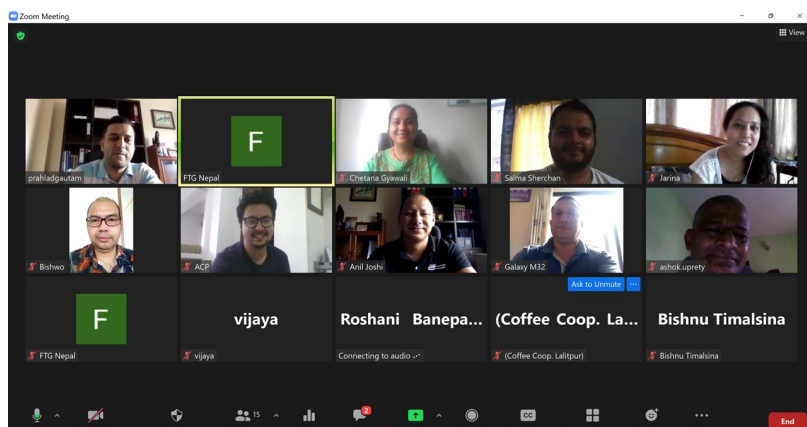 Zoom Meeting
View
prahladgautam
F
FTG Nepal
Chetana Gyawali
Salma Sherchan
Jarina
Bishwo
ACP
Anil Joshi
Galaxy M32
ashok.uprety
Ask to Unmute ...
F
FTG Nepal
vijaya
vijaya
Roshani Banepa...
Connecting to audio
(Coffee Coop. La...
(Coffee Coop. Lalitpur)
Bishnu Timalsina
Bishnu Timalsina
15
2
CC
End